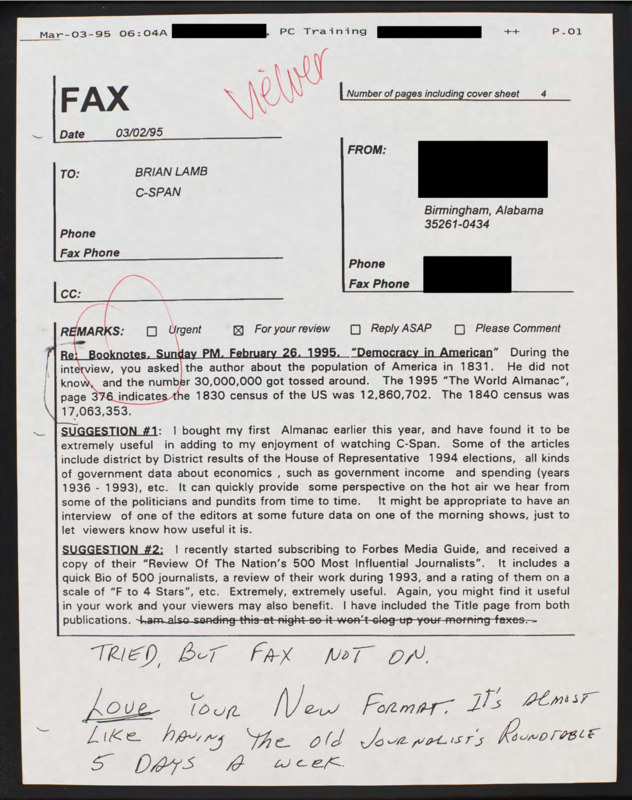 Mar-03-95 06:04A , PC Training ++ P.01
viewer
FAX
Number of pages including cover sheet 4
Date 03/02/95
TO: BRIAN LAMB
C-SPAN
Phone
Fax Phone
FROM:
Birmingham, Alabama
35261-0434
Phone
Fax Phone
CC:
REMARKS: ☐ Urgent ☒ For your review ☐ Reply ASAP ☐ Please Comment
Re: Booknotes, Sunday PM, February 26, 1995, "Democracy in American" During the
interview, you asked the author about the population of America in 1831. He did not
know, and the number 30,000,000 got tossed around. The 1995 "The World Almanac",
page 376 indicates the 1830 census of the US was 12,860,702. The 1840 census was
17,063,353.
SUGGESTION #1: I bought my first Almanac earlier this year, and have found it to be
extremely useful in adding to my enjoyment of watching C-Span. Some of the articles
include district by District results of the House of Representative 1994 elections, all kinds
of government data about economics , such as government income and spending (years
1936 - 1993), etc. It can quickly provide some perspective on the hot air we hear from
some of the politicians and pundits from time to time. It might be appropriate to have an
interview of one of the editors at some future data on one of the morning shows, just to
let viewers know how useful it is.
SUGGESTION #2: I recently started subscribing to Forbes Media Guide, and received a
copy of their "Review Of The Nation's 500 Most Influential Journalists". It includes a
quick Bio of 500 journalists, a review of their work during 1993, and a rating of them on a
scale of "F to 4 Stars", etc. Extremely, extremely useful. Again, you might find it useful
in your work and your viewers may also benefit. I have included the Title page from both
publications. I am also sending this at night so it won't clog up your morning faxes.
TRIED, BUT FAX NOT ON.
LOVE YOUR NEW FORMAT. IT'S ALMOST
LIKE HAVING THE OLD JOURNALIST'S ROUNDTABLE
5 DAYS A WEEK.